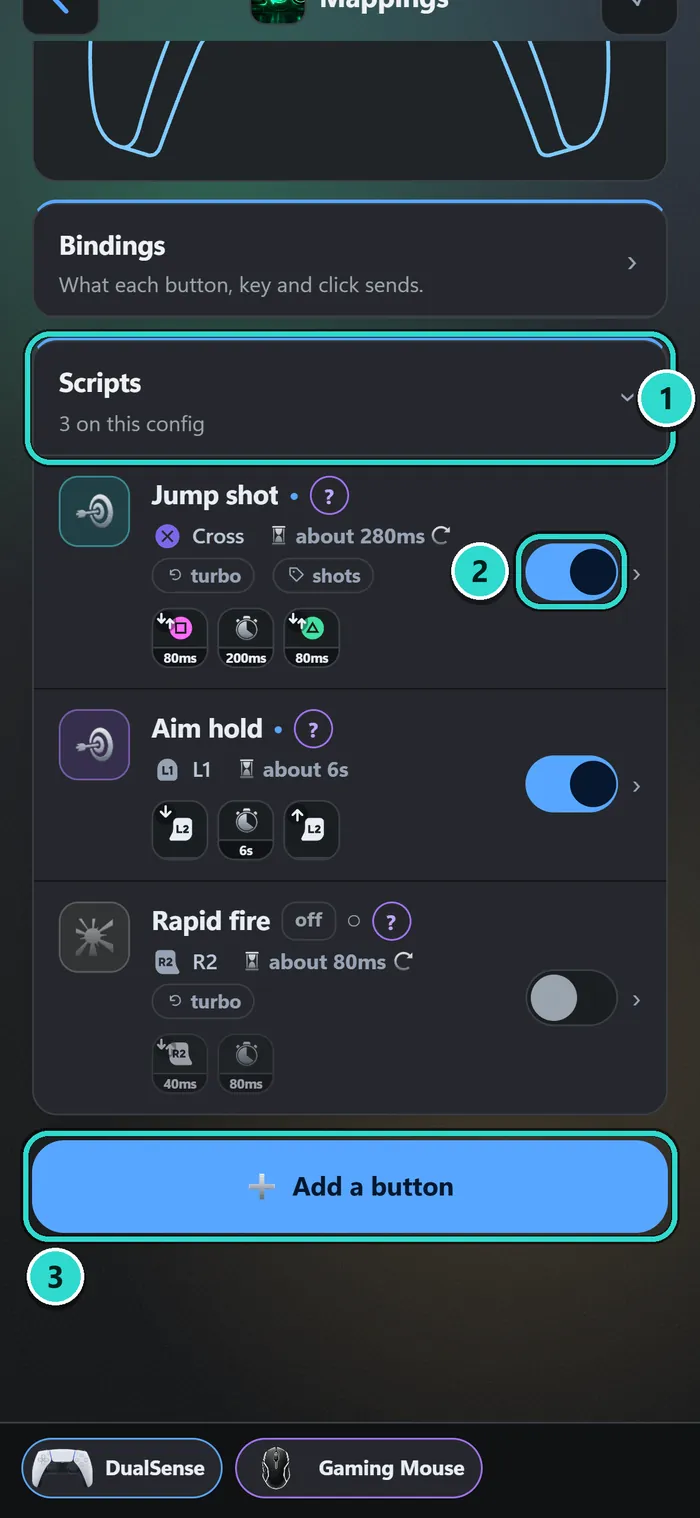 Mappings
Bindings
What each button, key and click sends.
Scripts
3 on this config
1
Jump shot
?
Cross
about 280ms
turbo
shots
2
80ms
200ms
80ms
Aim hold
?
L1
L1
about 6s
L2
6s
L2
Rapid fire
off
?
R2
R2
about 80ms
turbo
R2
40ms
80ms
Add a button
3
DualSense
Gaming Mouse